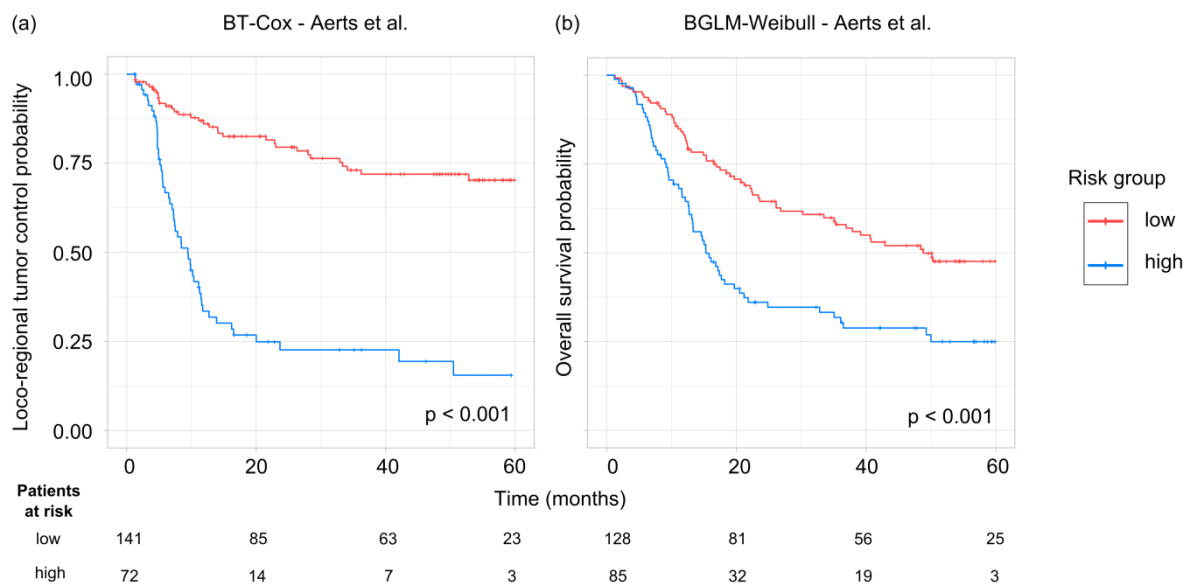 (a) BT-Cox - Aerts et al.
(b) BGLM-Weibull - Aerts et al.
Loco-regional tumor control probability
1.00
0.75
0.50
0.25
0.00
p < 0.001
0 20 40 60
Overall survival probability
p < 0.001
0 20 40 60
Time (months)
Risk group
low
high
Patients
at risk
low 141 85 63 23 128 81 56 25
high 72 14 7 3 85 32 19 3